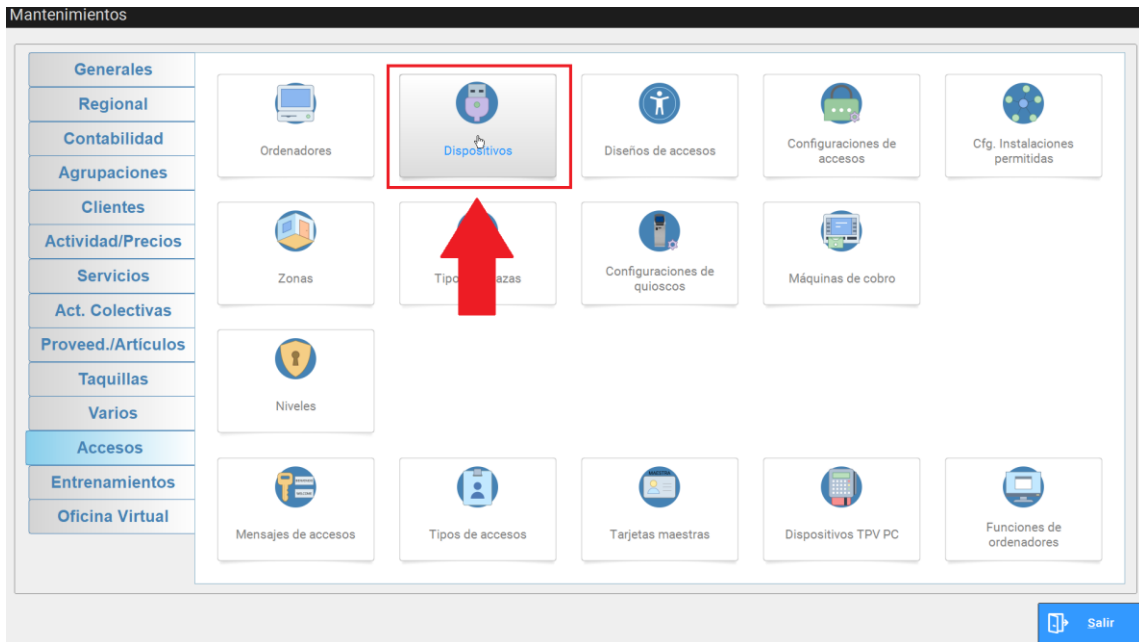 Mantenimientos
Generales
Regional
Contabilidad
Agrupaciones
Clientes
Actividad/Precios
Servicios
Act. Colectivas
Proveed./Artículos
Taquillas
Varios
Accesos
Entrenamientos
Oficina Virtual
Ordenadores
Dispositivos
Diseños de accesos
Configuraciones de
accesos
Cfg. Instalaciones
permitidas
Zonas
Configuraciones de
quioscos
Máquinas de cobro
Niveles
Mensajes de accesos
Tipos de accesos
MAESTRA
Tarjetas maestras
Dispositivos TPV PC
Funciones de
ordenadores
Salir